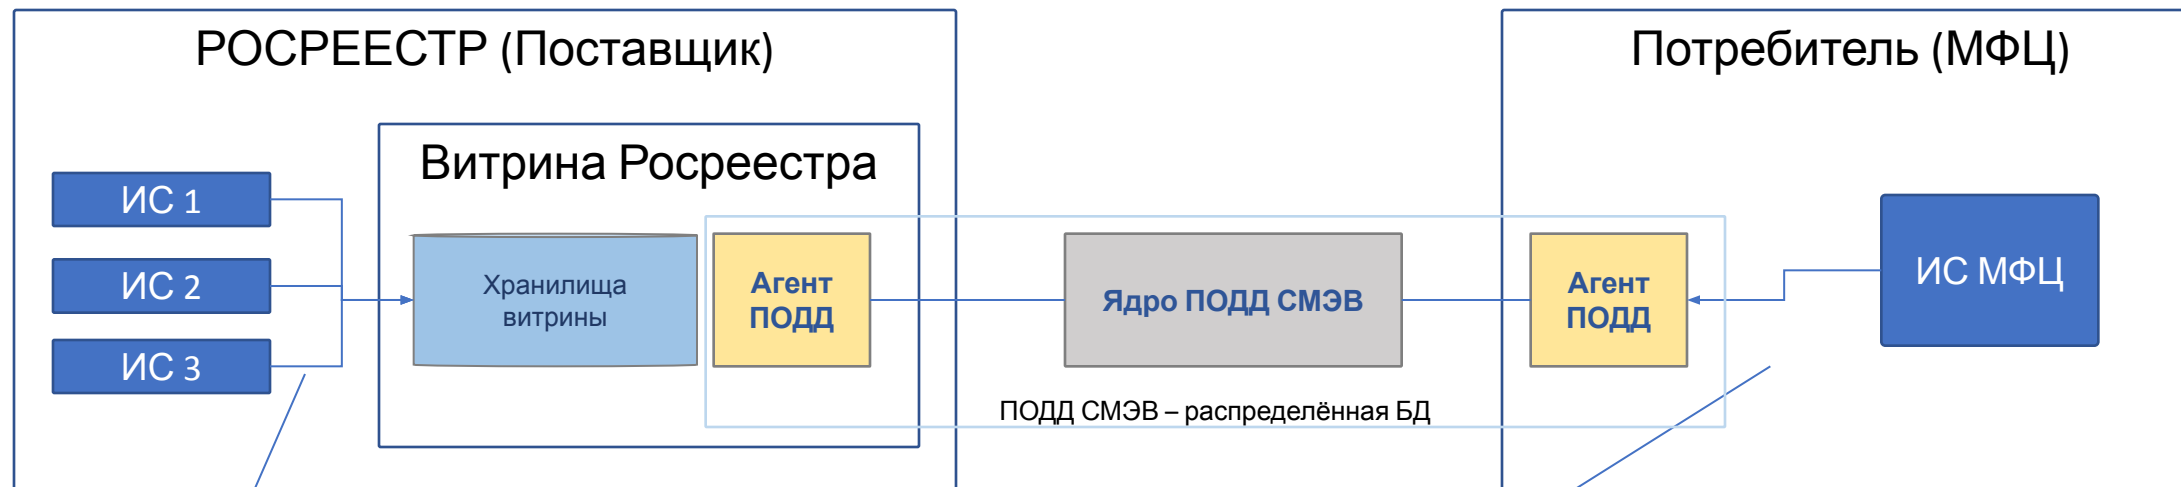 РОСРЕЕСТР (Поставщик)
Потребитель (МФЦ)
Витрина Росреестра
ИС 1
ИС 2
ИС 3
Хранилища
витрины
Агент
ПОДД
Ядро ПОДД СМЭВ
Агент
ПОДД
ИС МФЦ
ПОДД СМЭВ – распределённая БД